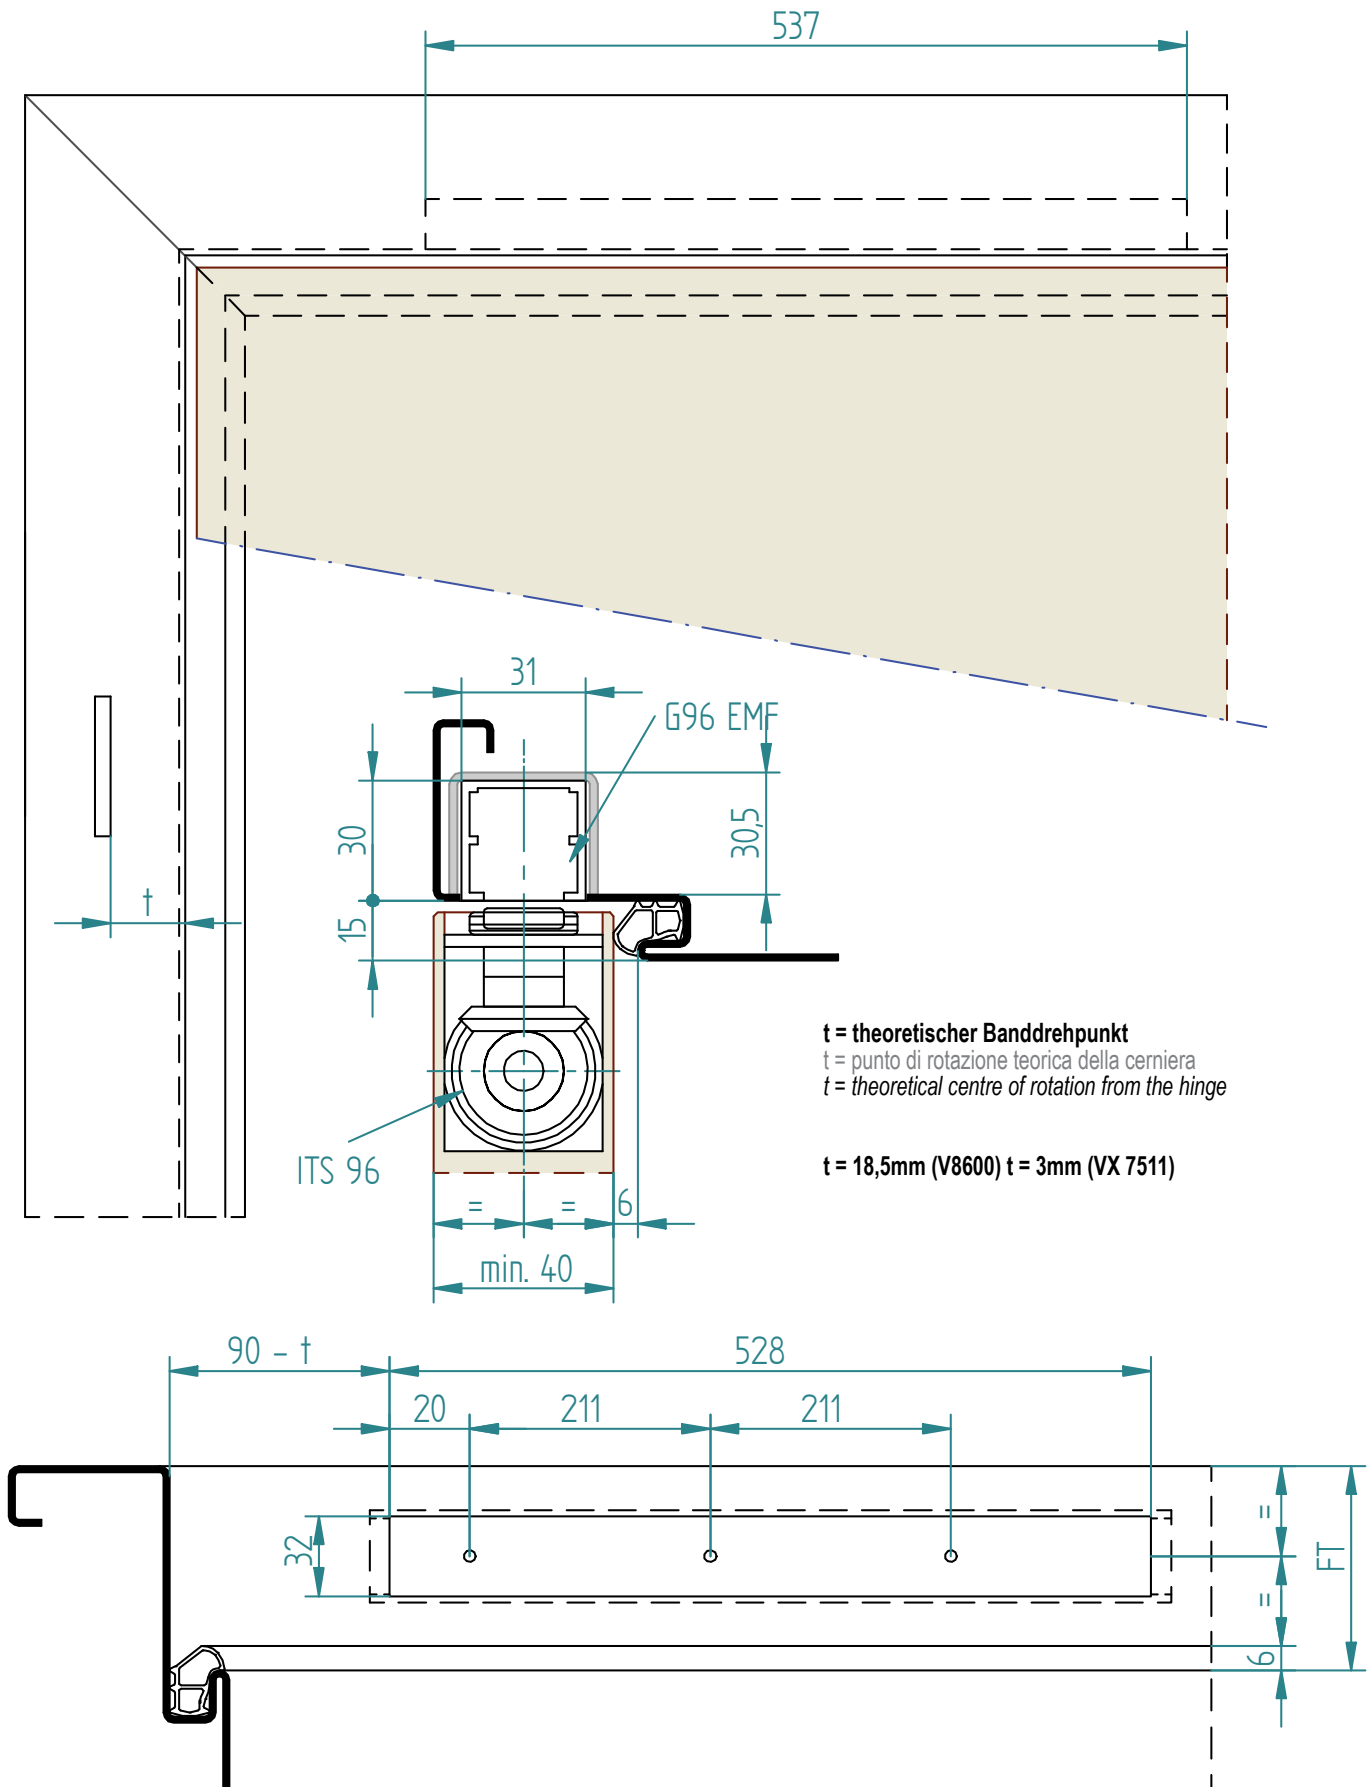 537
31
G96 EMF
30
30,5
t
15
t = theoretischer Banddrehpunkt
t = punto di rotazione teorica della cerniera
t = theoretical centre of rotation from the hinge
ITS 96
t = 18,5mm (V8600) t = 3mm (VX 7511)
= = 6
min. 40
90 - t 528
20 211 211
32
=
FT
=
6